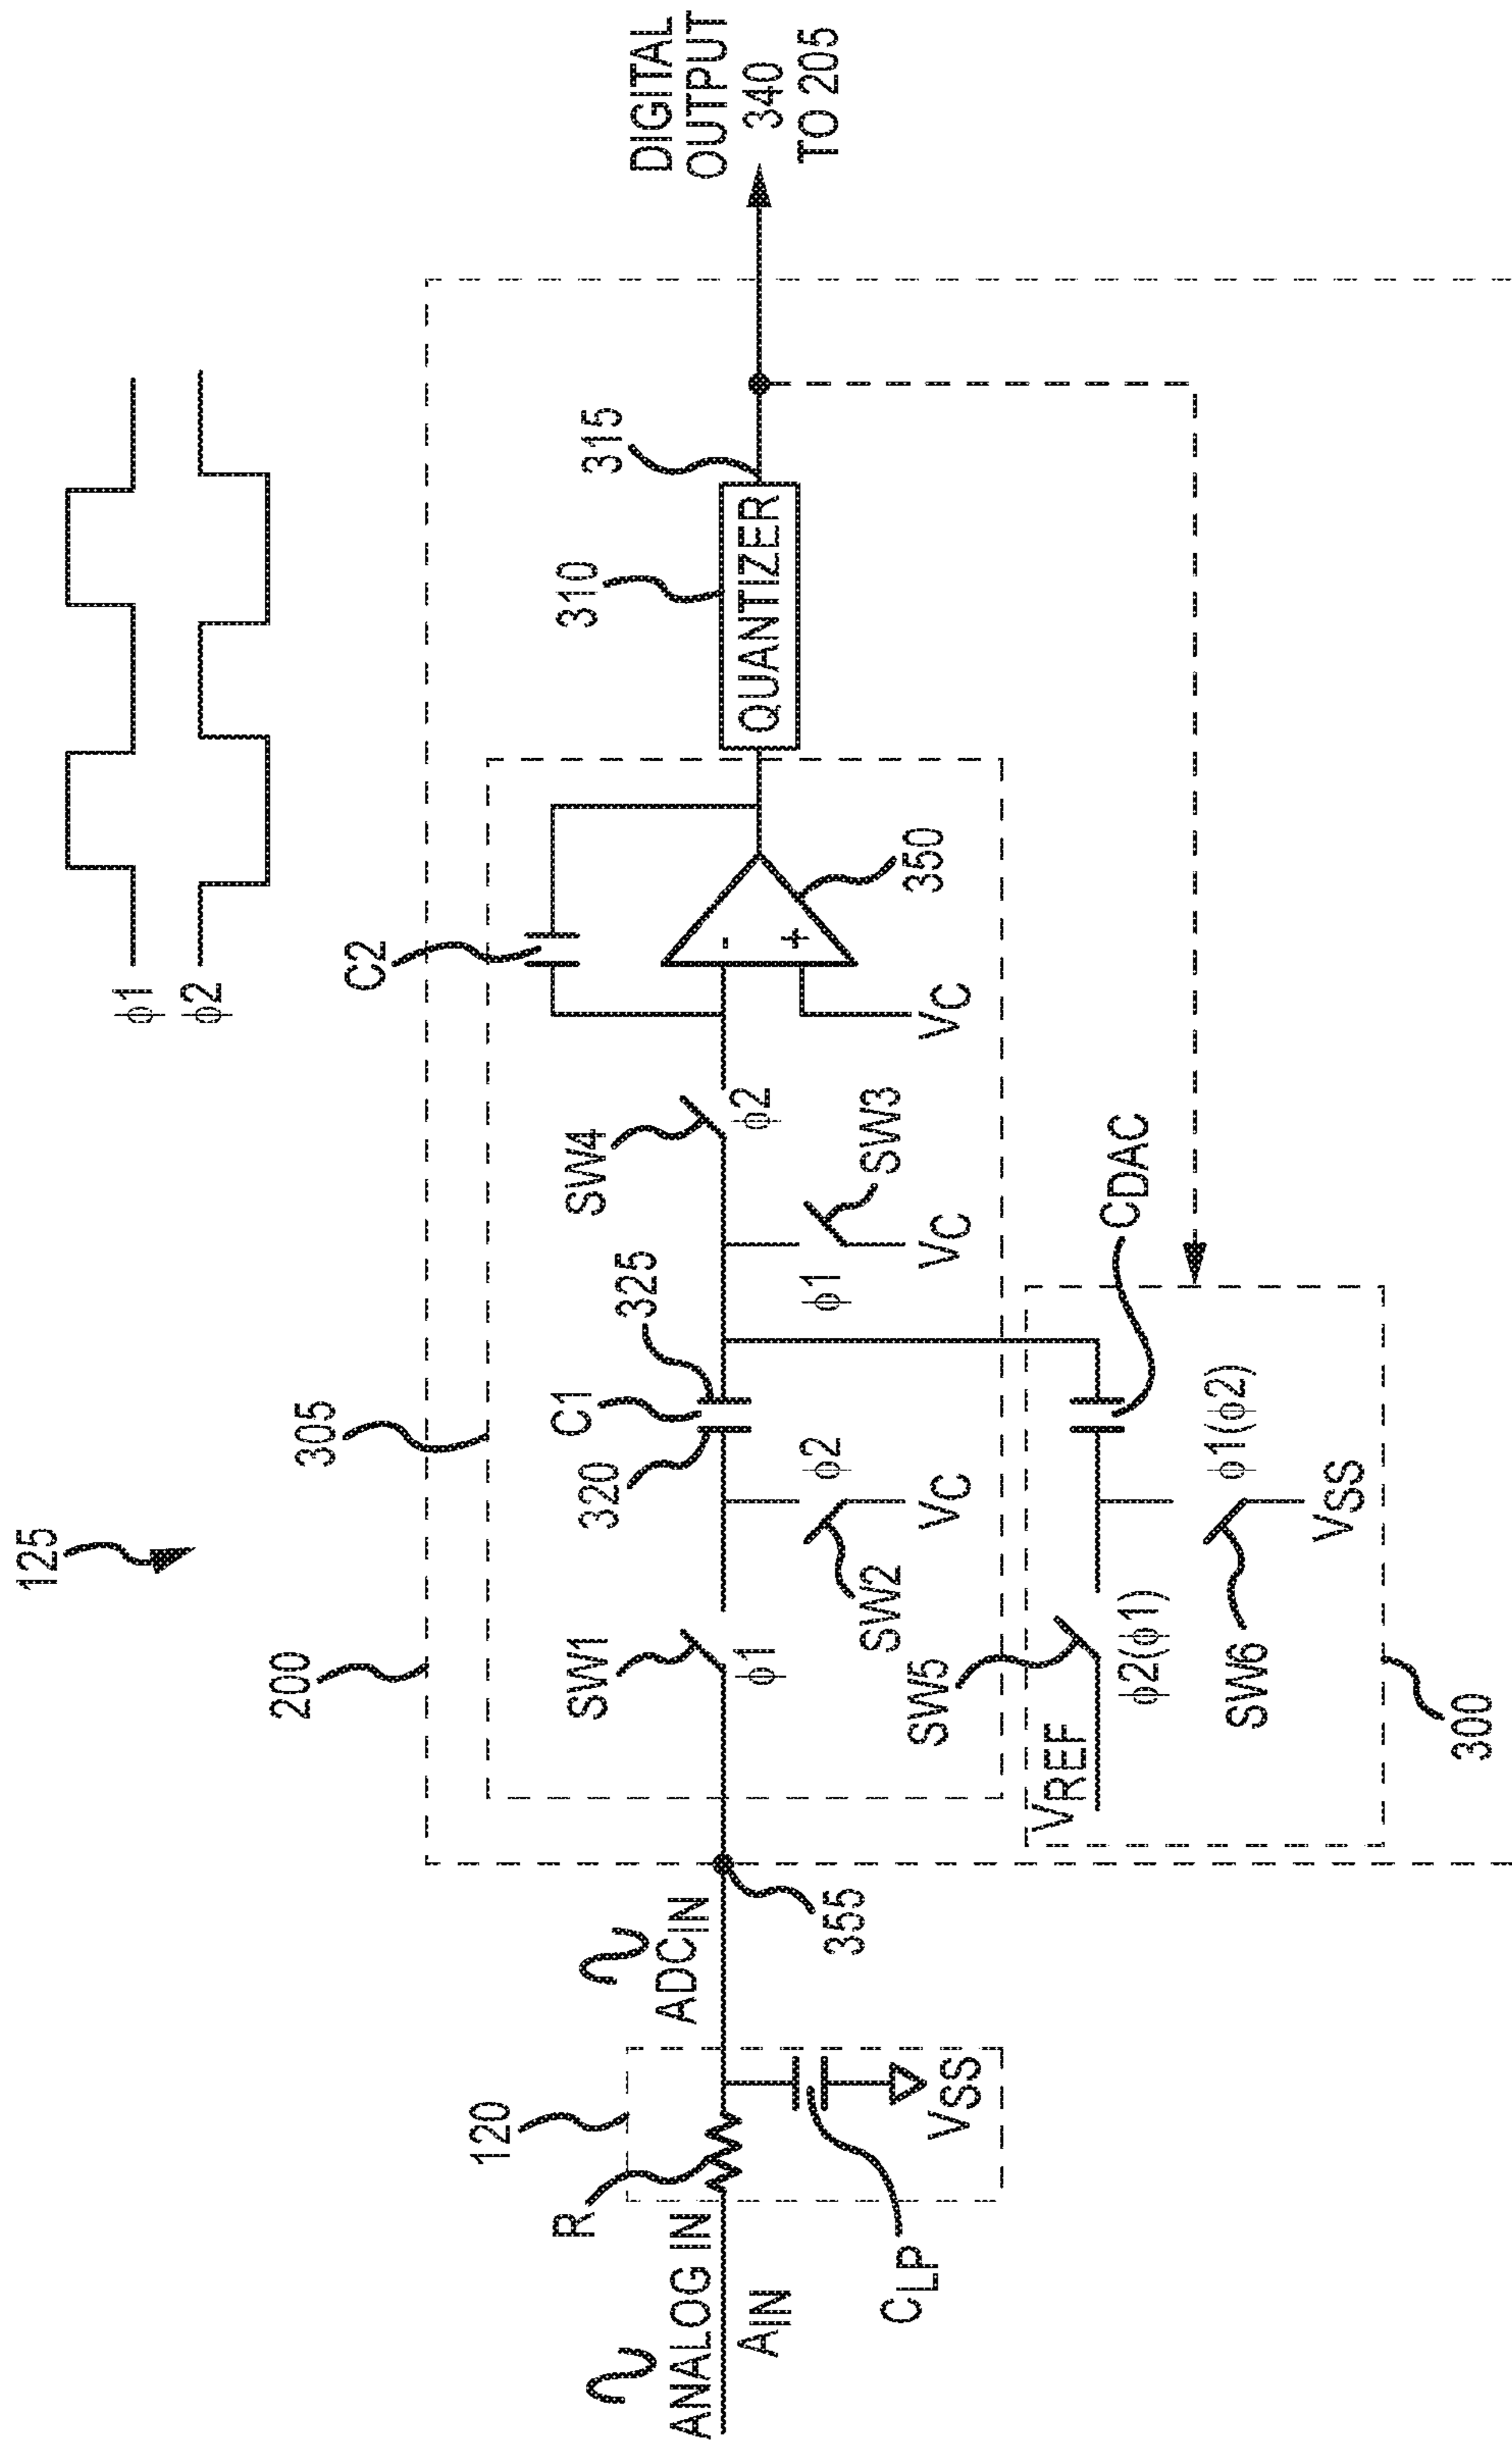 125
ϕ1
ϕ2
200
305
120
R
ANALOG IN
AIN
CLP
VSS
ADCIN
355
SW1
ϕ1
SW2
ϕ2
VC
320
C1
325
SW3
ϕ1
VC
SW4
ϕ2
C2
-
+
VC
350
310
QUANTIZER
315
DIGITAL
OUTPUT
340
TO 205
VREF
SW5
ϕ2(ϕ1)
SW6
ϕ1(ϕ2)
VSS
CDAC
300